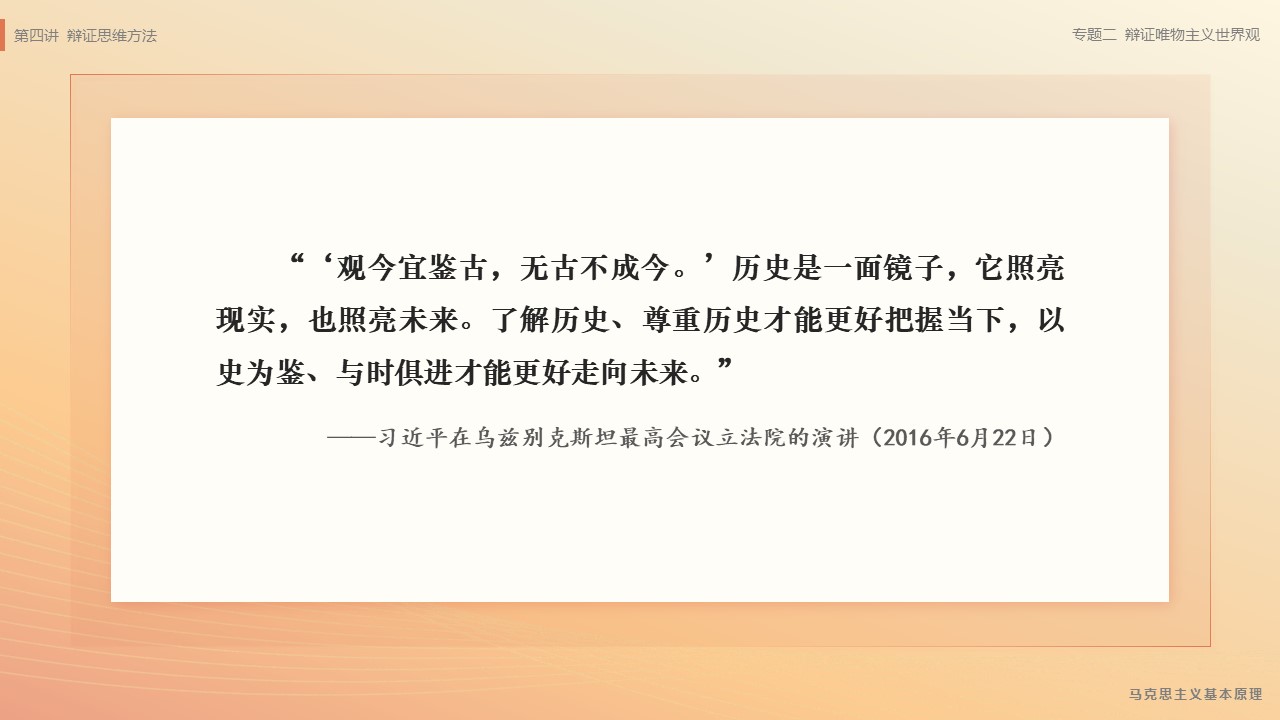 第四讲 辩证思维方法
专题二 辩证唯物主义世界观
“‘观今宜鉴古，无古不成今。’历史是一面镜子，它照亮
现实，也照亮未来。了解历史、尊重历史才能更好把握当下，以
史为鉴、与时俱进才能更好走向未来。”
——习近平在乌兹别克斯坦最高会议立法院的演讲（2016年6月22日）
马克思主义基本原理